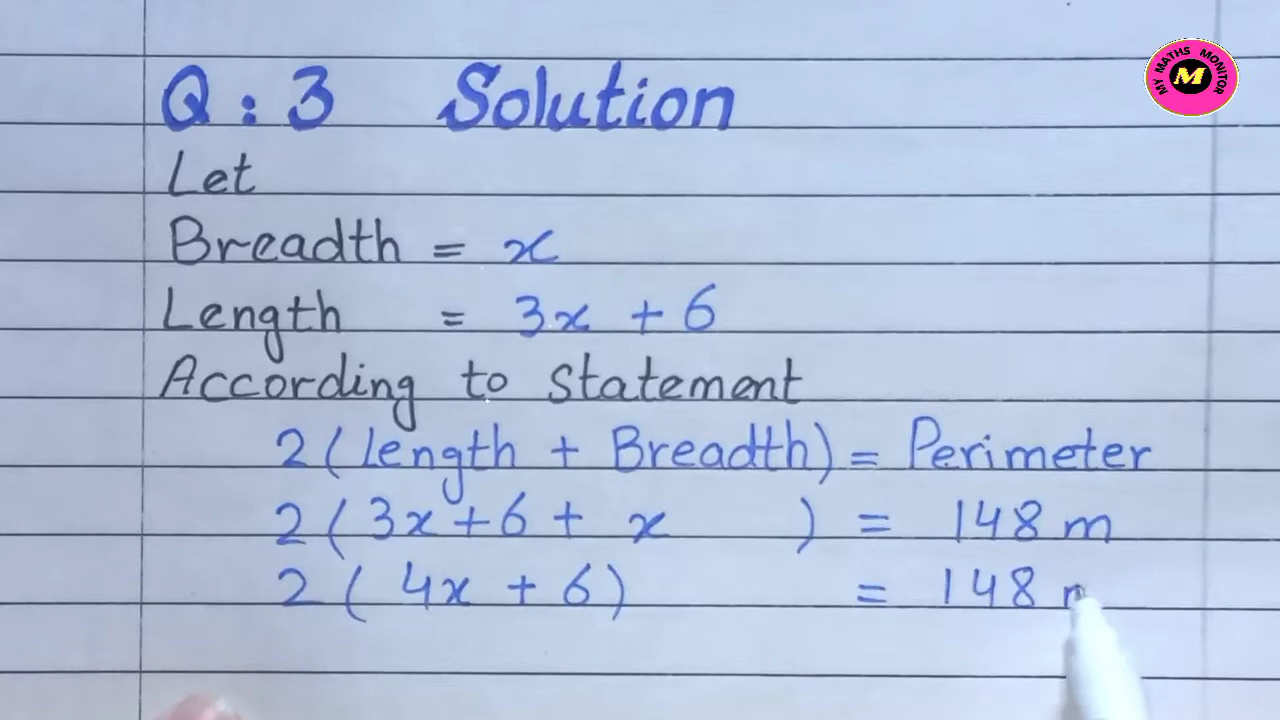 MY MATHS MONITOR
M
Q : 3 Solution
Let
Breadth = x
Length = 3x + 6
According to statement
2 ( Length + Breadth ) = Perimeter
2 ( 3x + 6 + x ) = 148 m
2 ( 4x + 6 ) = 148